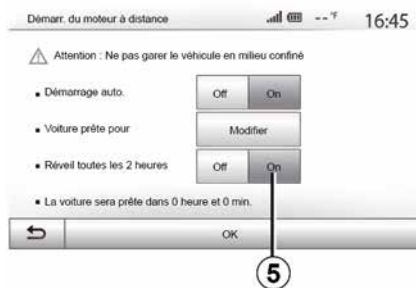 Démarr. du moteur à distance -- °F 16:45
Attention : Ne pas garer le véhicule en milieu confiné
▪ Démarrage auto. Off On
▪ Voiture prête pour Modifier
▪ Réveil toutes les 2 heures Off On
▪ La voiture sera prête dans 0 heure et 0 min.
OK
5